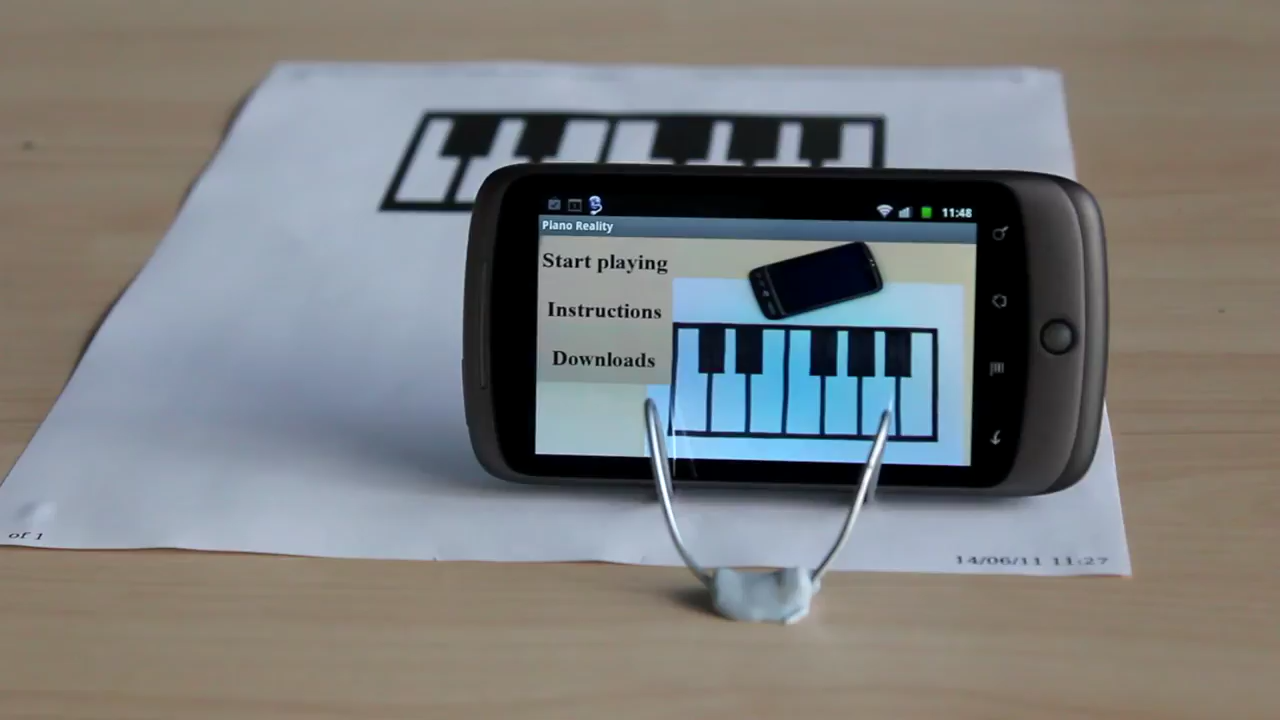 11:48
Piano Reality
Start playing
Instructions
Downloads
of 1
14/06/11 11:27